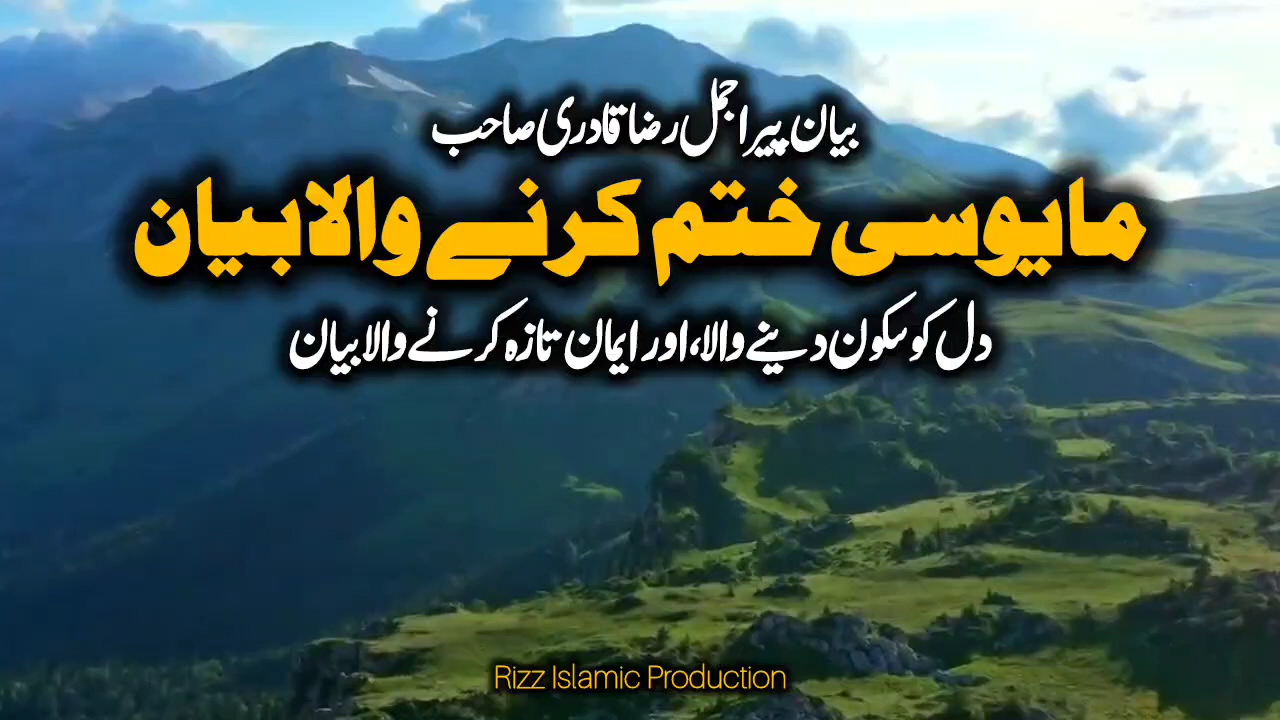 بیان پیر اجمل رضا قادری صاحب
مایوسی ختم کرنے والا بیان
دل کو سکون دینے والا، اور ایمان تازہ کرنے والا بیان
Rizz Islamic Production